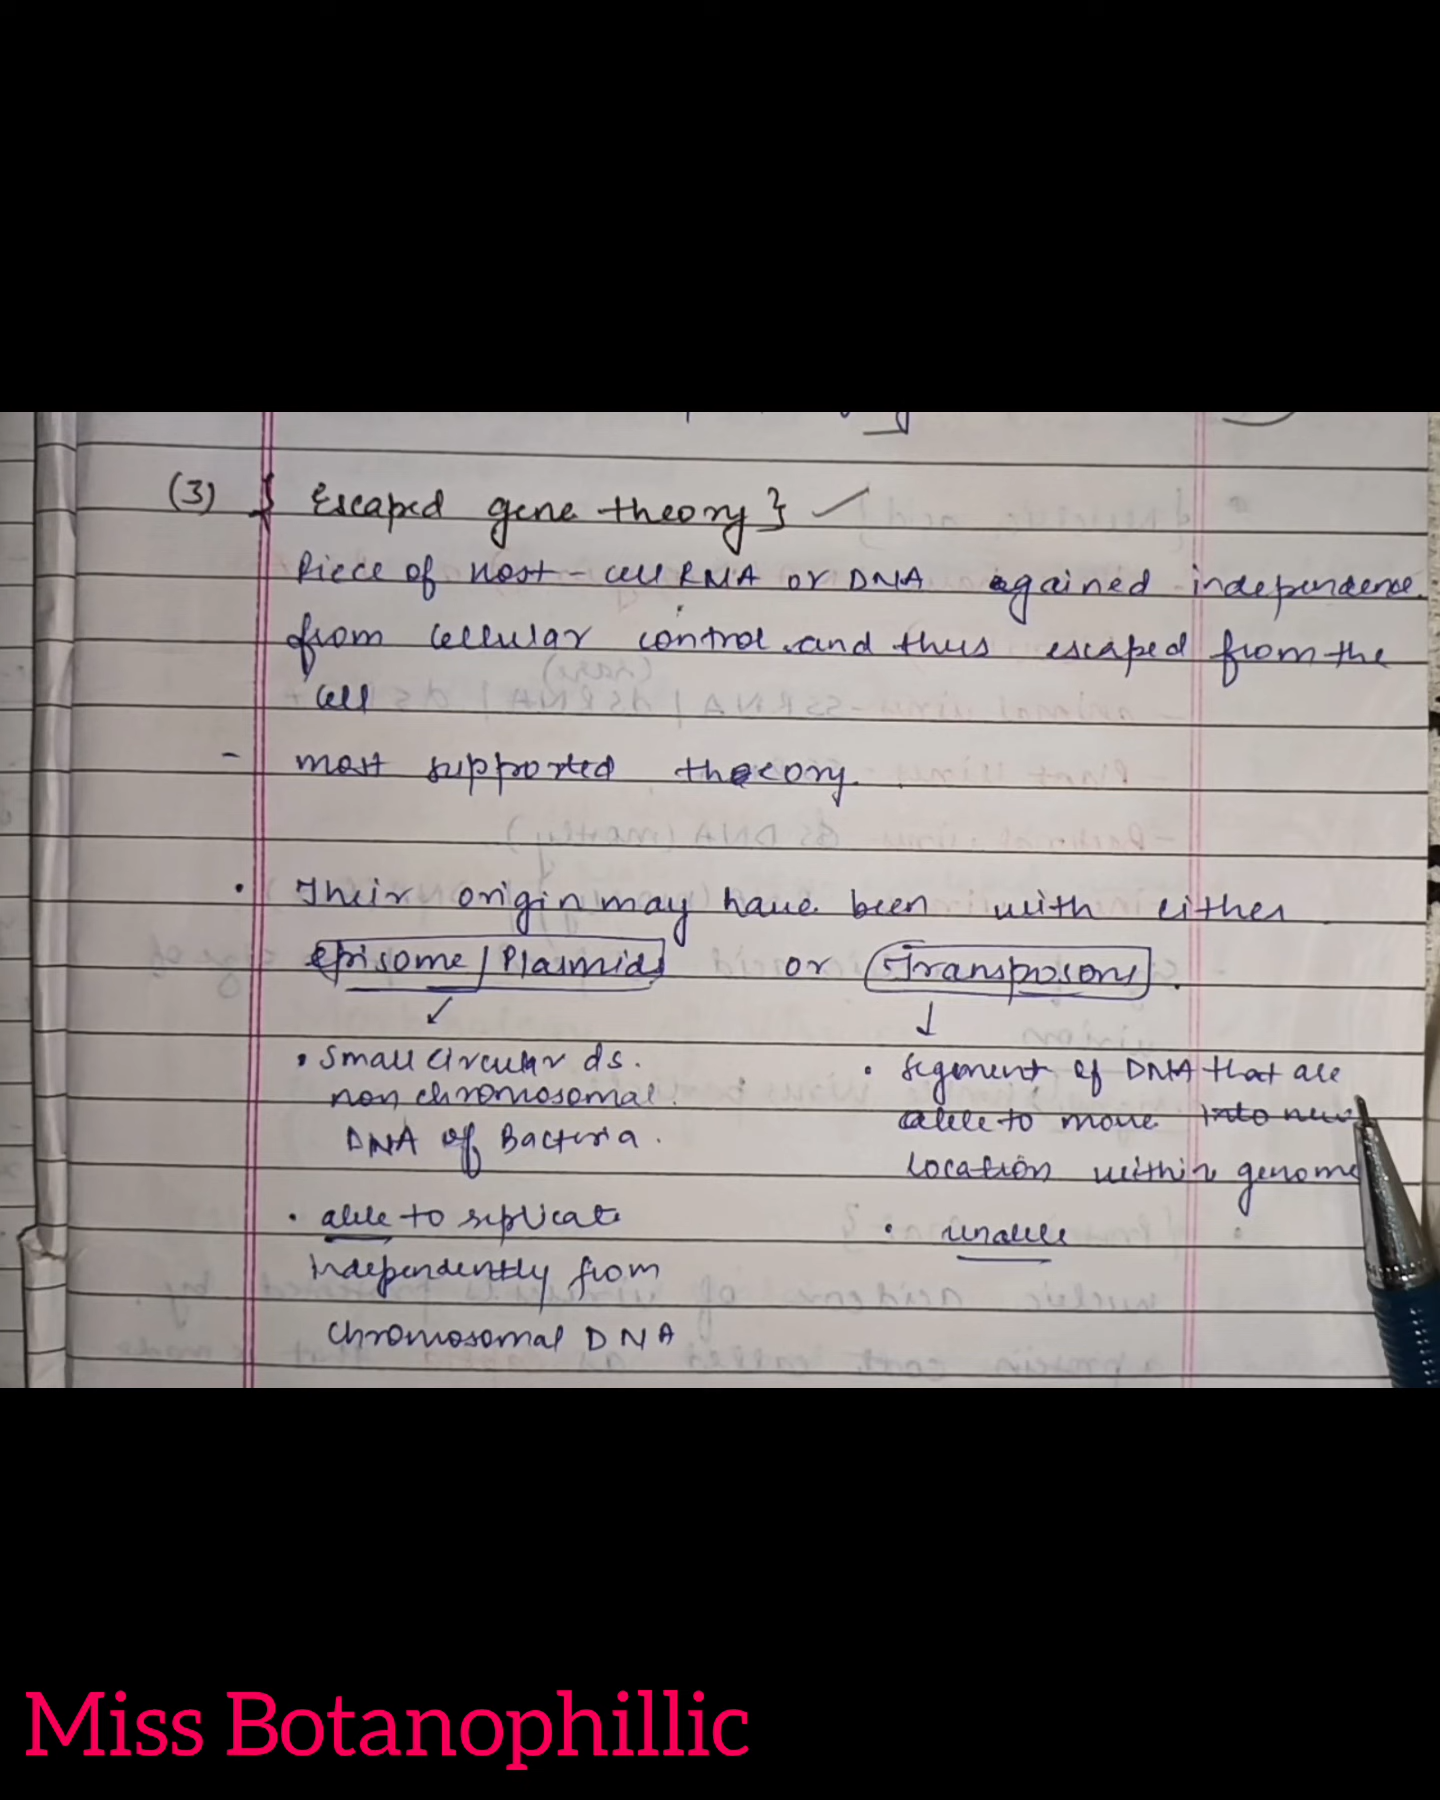 (3) { Escaped gene theory }
Piece of host-cell RNA or DNA gained independence
from cellular control and thus escaped from the
cell
- most supported theory.
• Their origin may have been with either
episome / Plasmids or Transposons.
• Small circular ds.
non chromosomal.
DNA of Bacteria.
• able to replicate
independently from
chromosomal DNA
• segment of DNA that are
able to move into new
location within genome
• unable
Miss Botanophillic